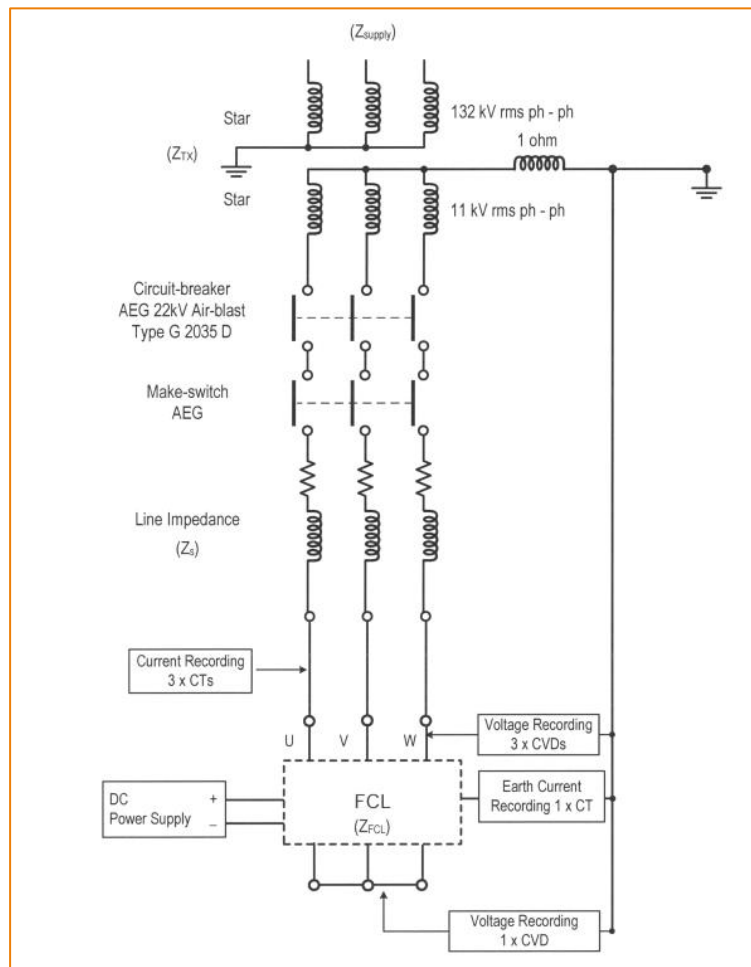 (Zsupply)
Star
132 kV rms ph - ph
(ZTX)
1 ohm
Star
11 kV rms ph - ph
Circuit-breaker
AEG 22kV Air-blast
Type G 2035 D
Make-switch
AEG
Line Impedance
(Zs)
Current Recording
3 x CTs
U
V
W
Voltage Recording
3 x CVDs
DC
Power Supply
+
–
FCL
(ZFCL)
Earth Current
Recording 1 x CT
Voltage Recording
1 x CVD